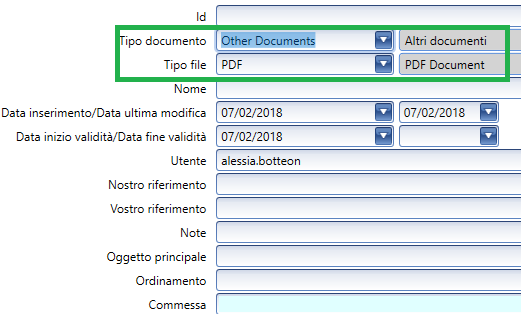 Id
Tipo documento Other Documents Altri documenti
Tipo file PDF PDF Document
Nome
Data inserimento/Data ultima modifica 07/02/2018 07/02/2018
Data inizio validità/Data fine validità 07/02/2018
Utente alessia.botteon
Nostro riferimento
Vostro riferimento
Note
Oggetto principale
Ordinamento
Commessa